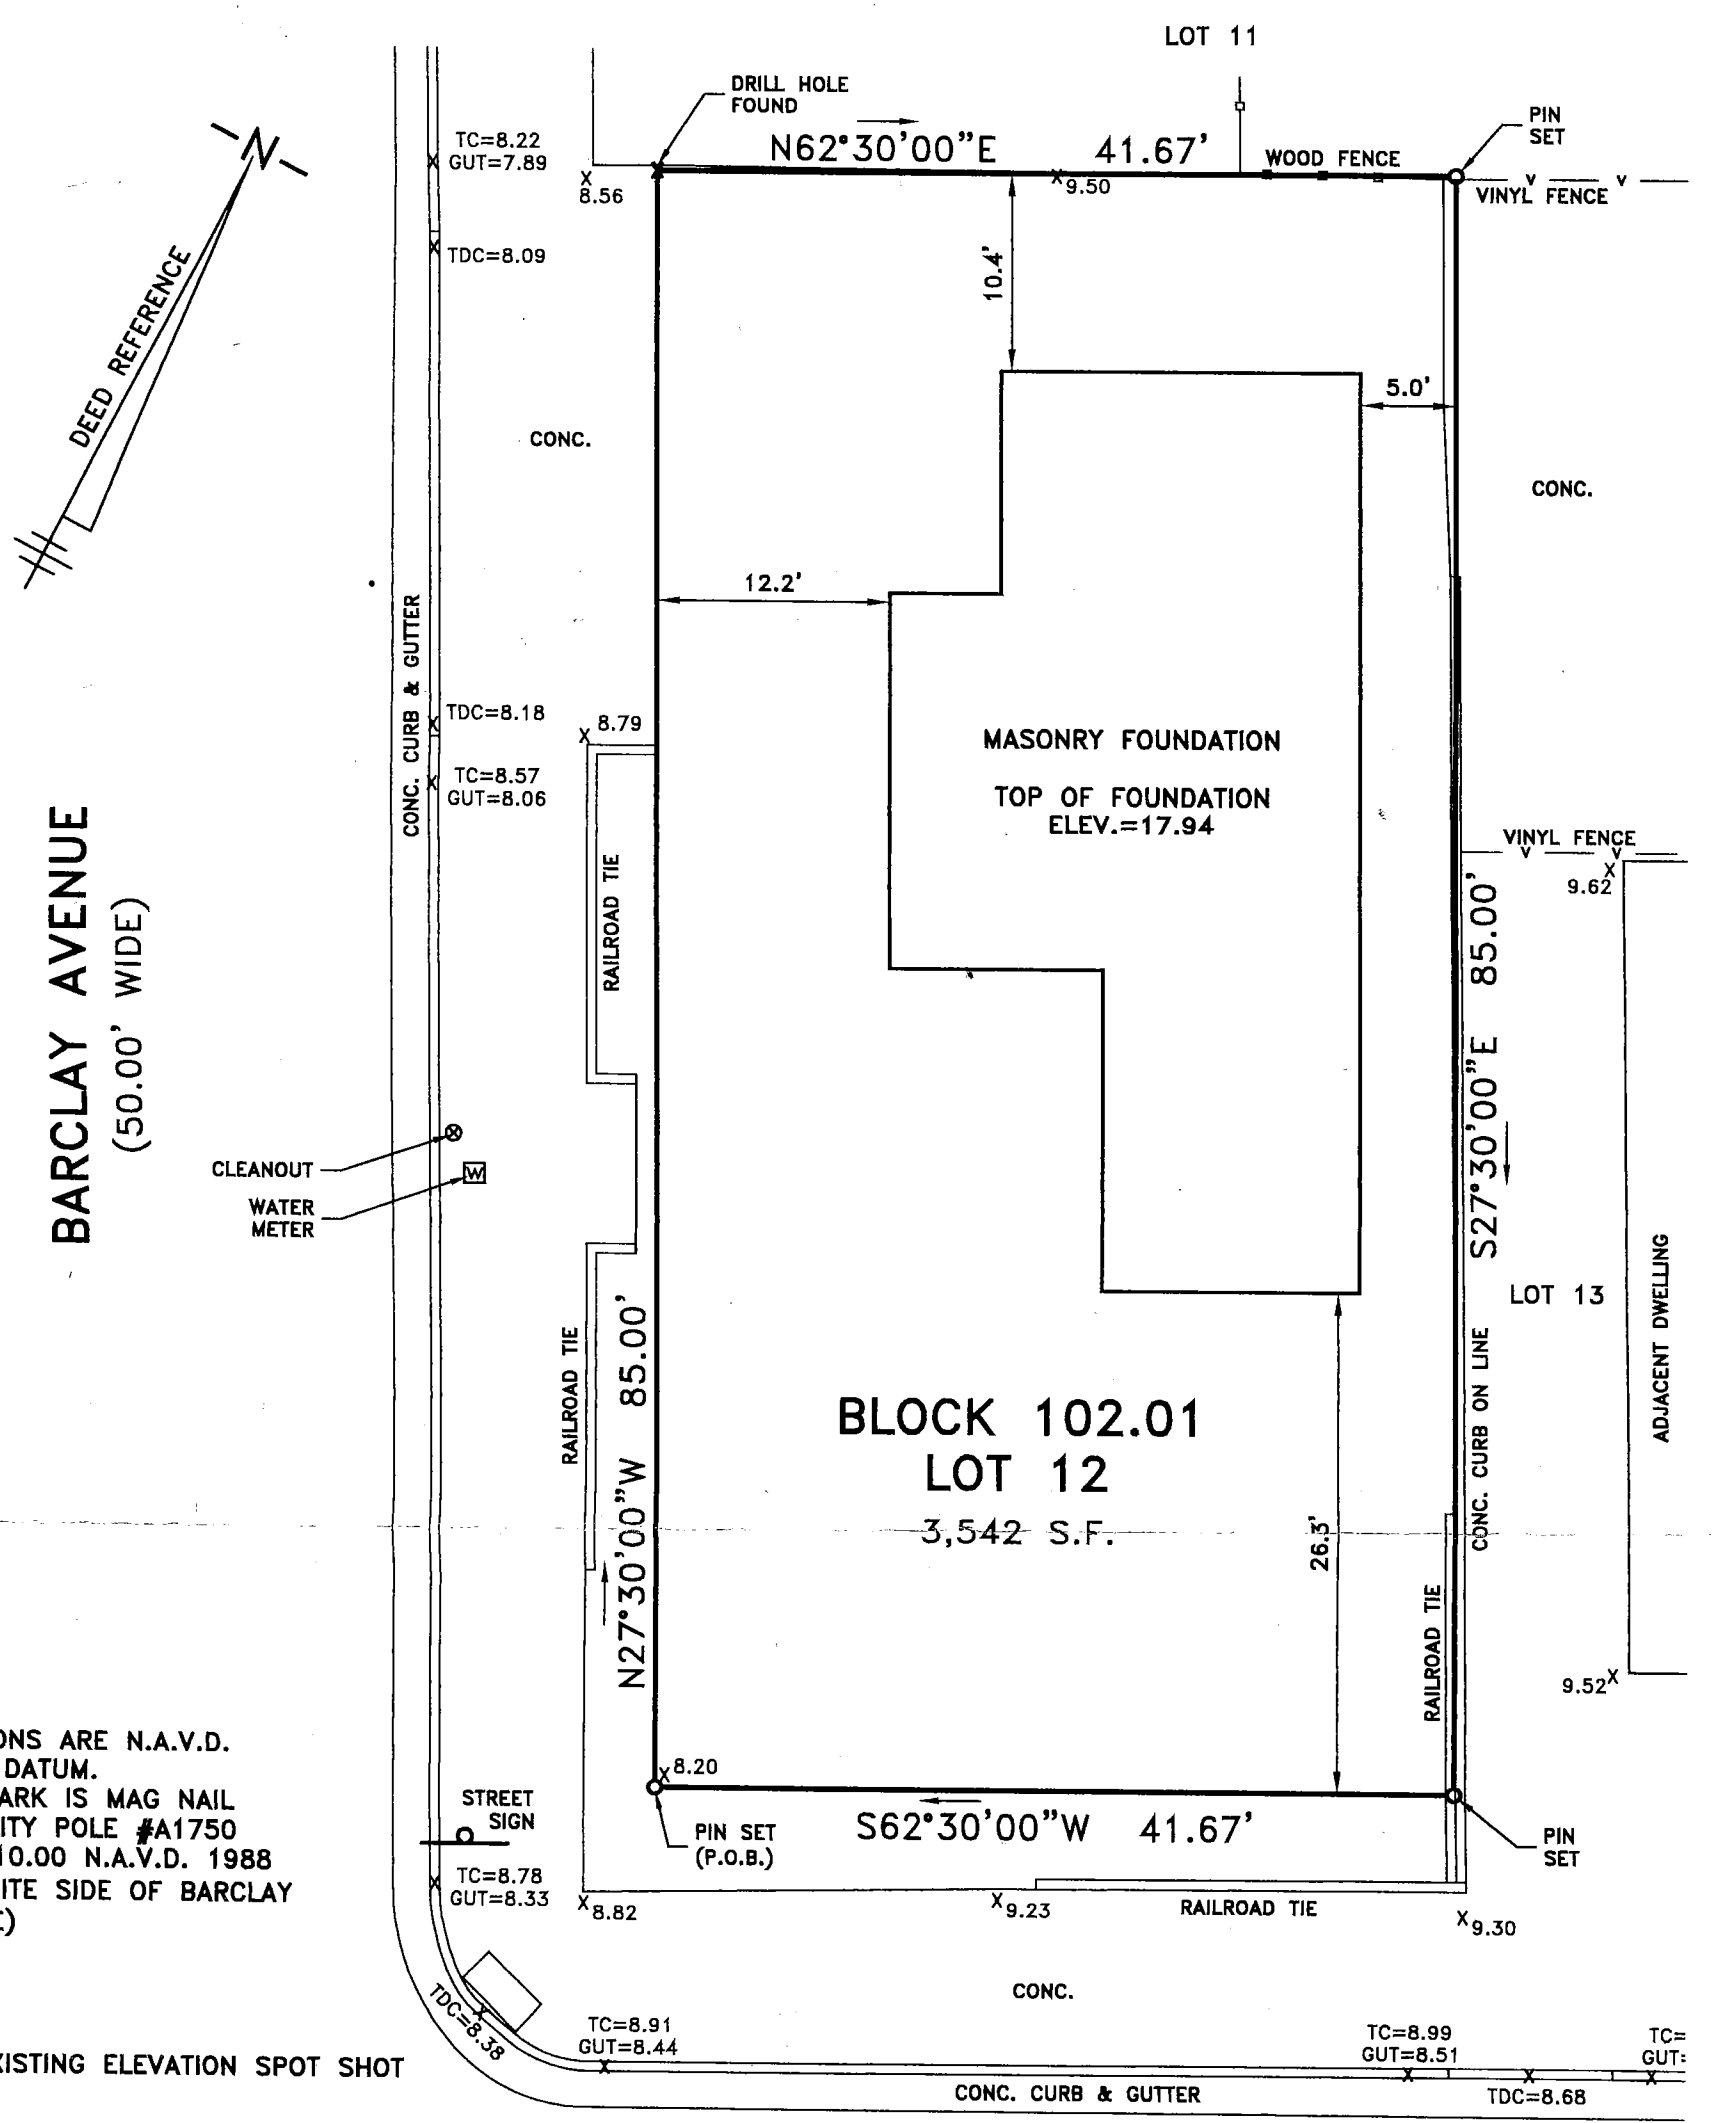 LOT 11
DRILL HOLE
FOUND
PIN
SET
N
TC=8.22
GUT=7.89
N62°30'00"E 41.67'
WOOD FENCE
X
8.56
X9.50
VINYL FENCE
V V
TDC=8.09
DEED REFERENCE
10.4'
5.0'
CONC.
CONC.
12.2'
CONC. CURB & GUTTER
TDC=8.18
X 8.79
TC=8.57
GUT=8.06
MASONRY FOUNDATION
TOP OF FOUNDATION
ELEV.=17.94
VINYL FENCE
V V
X
9.62
BARCLAY AVENUE
(50.00' WIDE)
RAILROAD TIE
S27°30'00"E 85.00'
CLEANOUT
W
WATER
METER
LOT 13
ADJACENT DWELLING
RAILROAD TIE
N27°30'00"W 85.00'
BLOCK 102.01
LOT 12
3,542 S.F.
26.3'
CONC. CURB ON LINE
RAILROAD TIE
9.52X
ONS ARE N.A.V.D.
DATUM.
ARK IS MAG NAIL
ITY POLE #A1750
10.00 N.A.V.D. 1988
ITE SIDE OF BARCLAY
X8.20
STREET
SIGN
PIN SET
(P.O.B.)
S62°30'00"W 41.67'
PIN
SET
TC=8.78
GUT=8.33
X8.82
X9.23
RAILROAD TIE
X9.30
TDC=8.38
CONC.
TC=8.91
GUT=8.44
TC=8.99
GUT=8.51
TC=
GUT=
XISTING ELEVATION SPOT SHOT
CONC. CURB & GUTTER
TDC=8.68